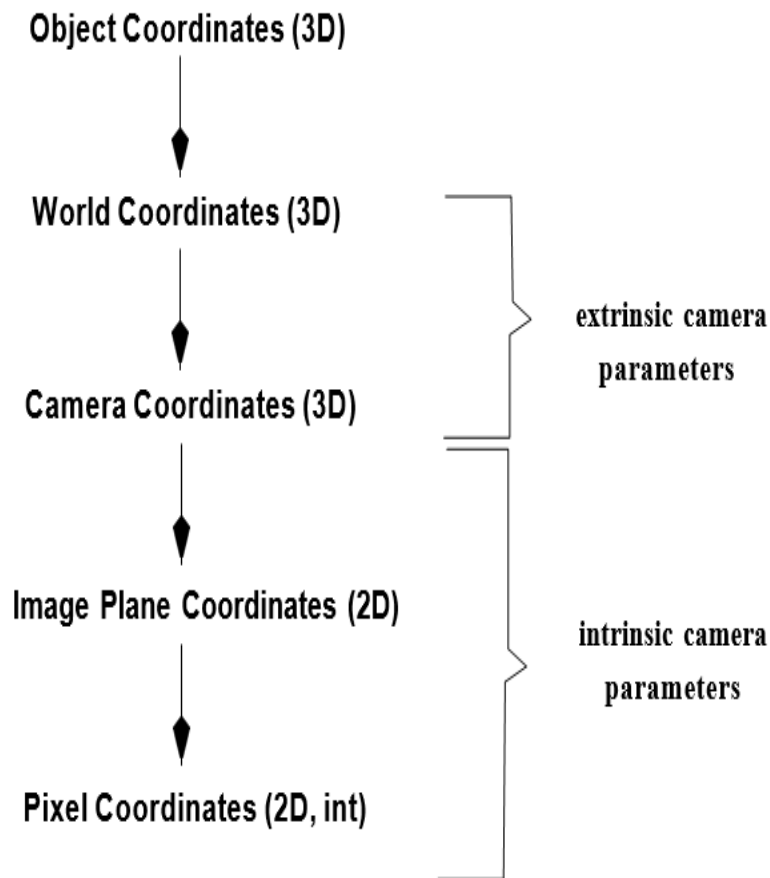 Object Coordinates (3D)
World Coordinates (3D)
extrinsic camera
parameters
Camera Coordinates (3D)
Image Plane Coordinates (2D)
intrinsic camera
parameters
Pixel Coordinates (2D, int)